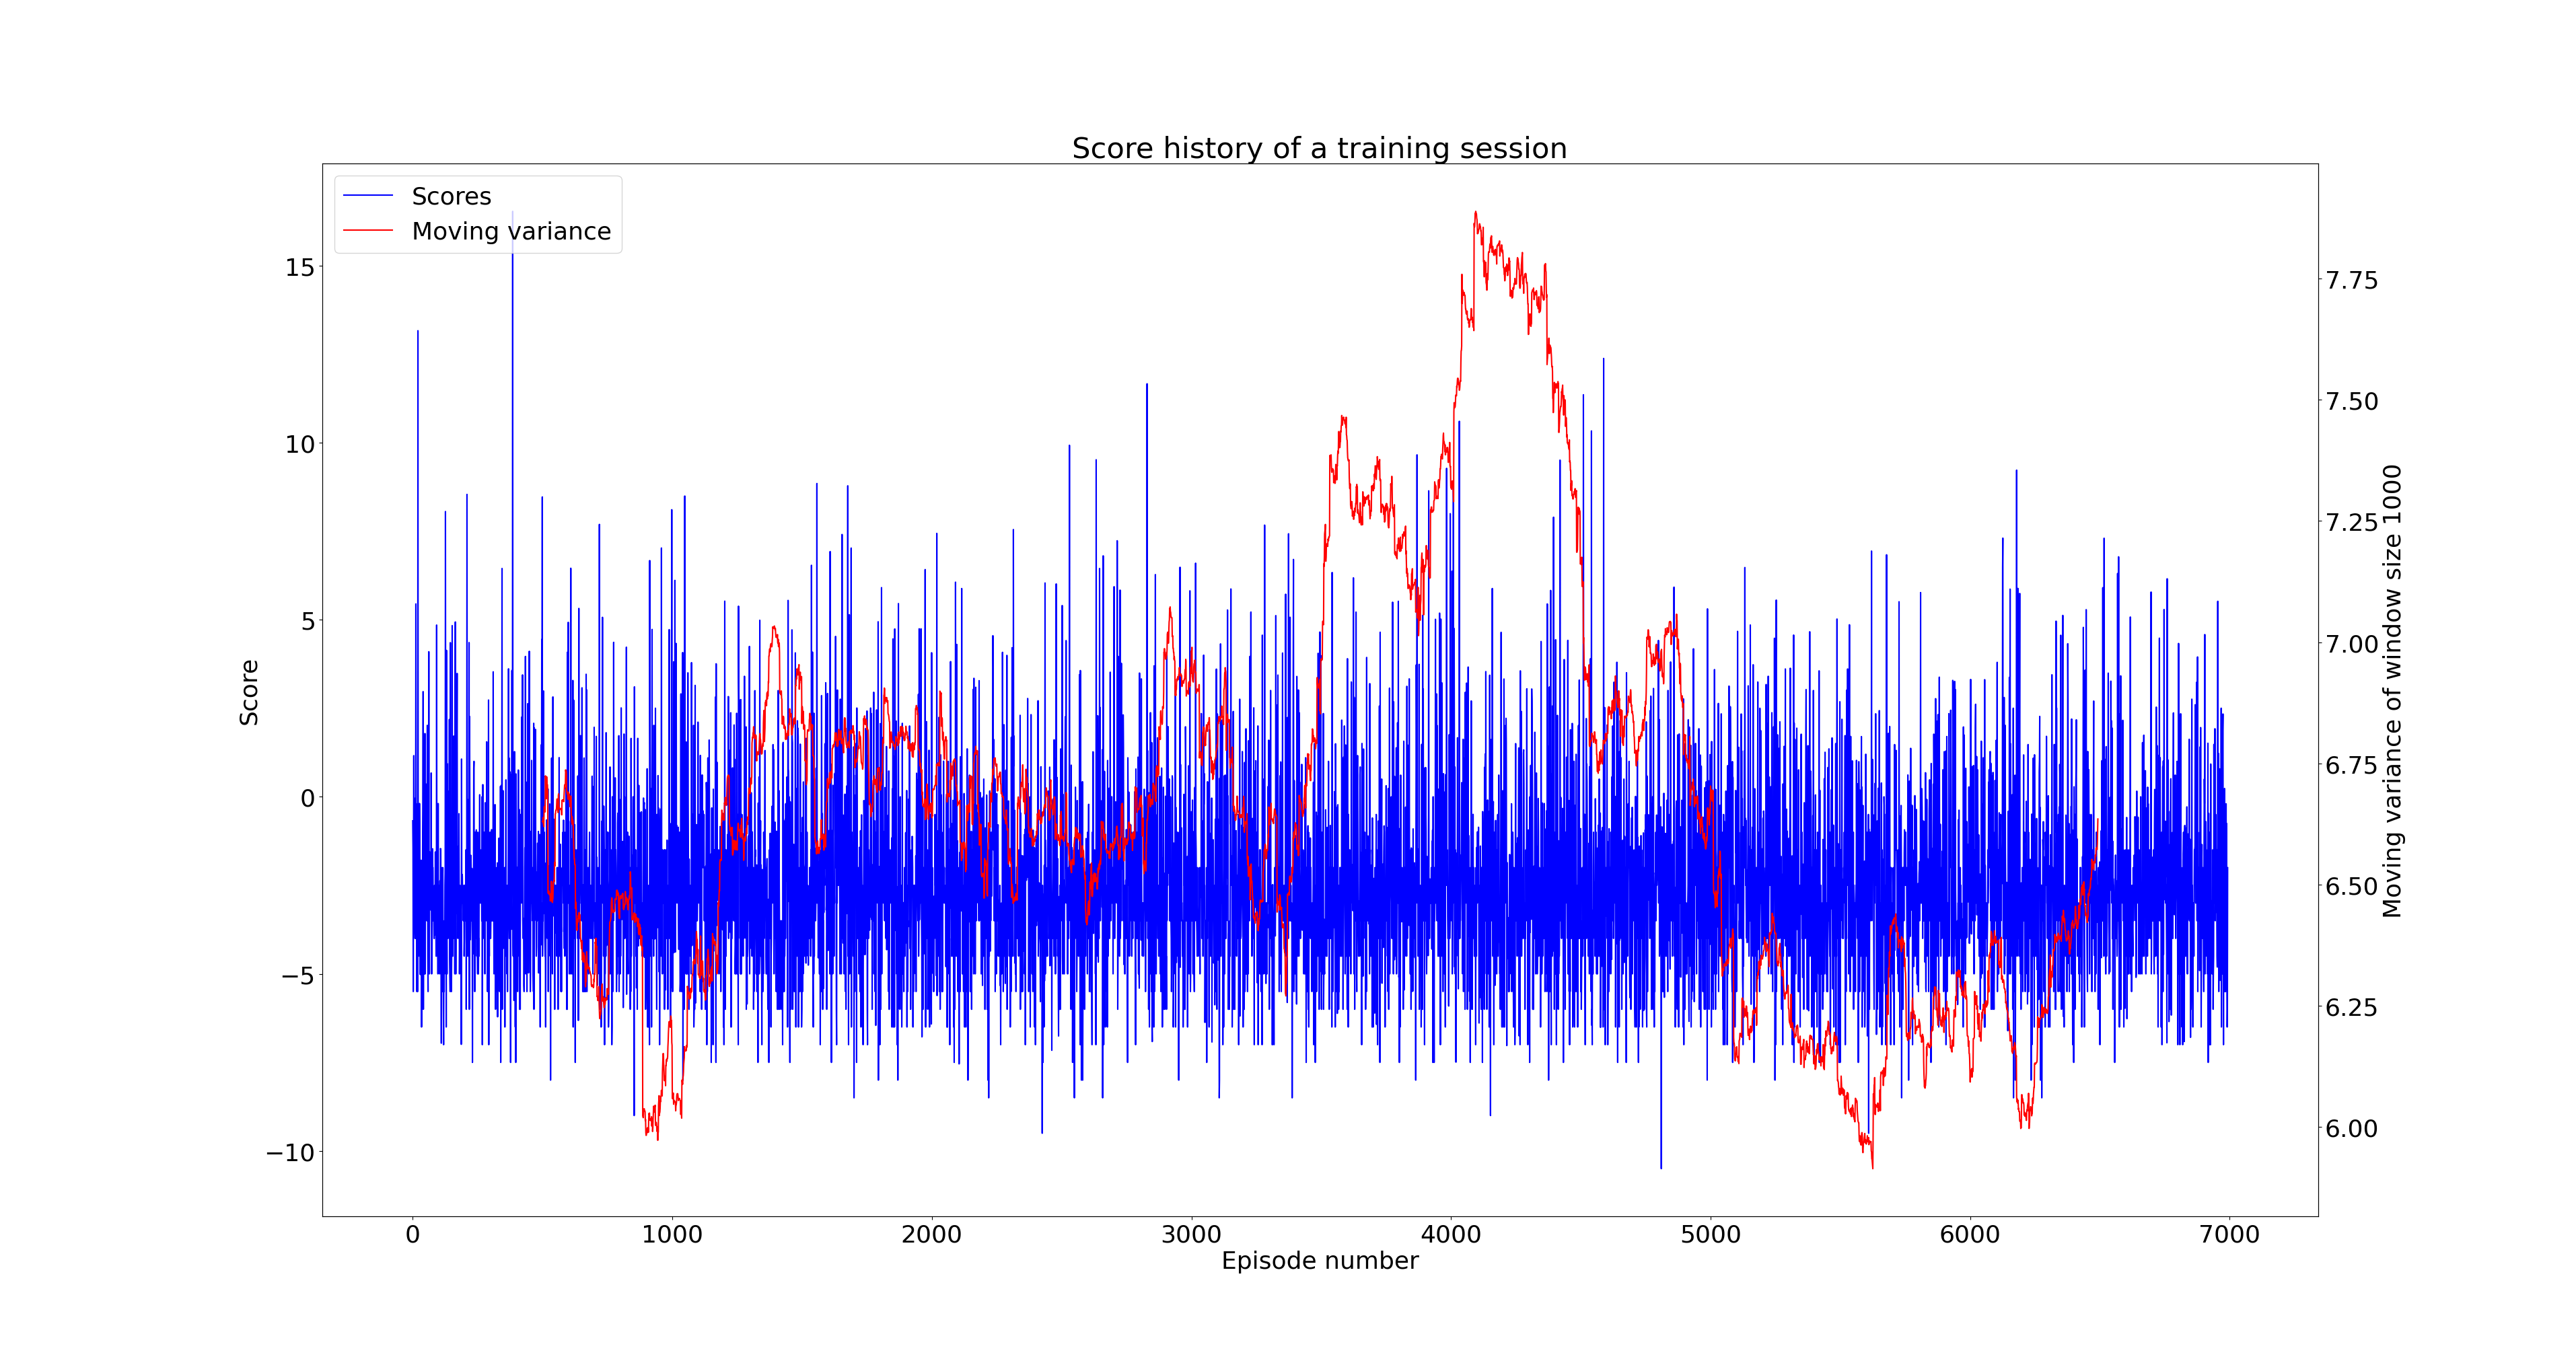 Score history of a training session
Scores
Moving variance
15
10
5
0
−5
−10
Score
7.75
7.50
7.25
7.00
6.75
6.50
6.25
6.00
Moving variance of window size 1000
0 1000 2000 3000 4000 5000 6000 7000
Episode number